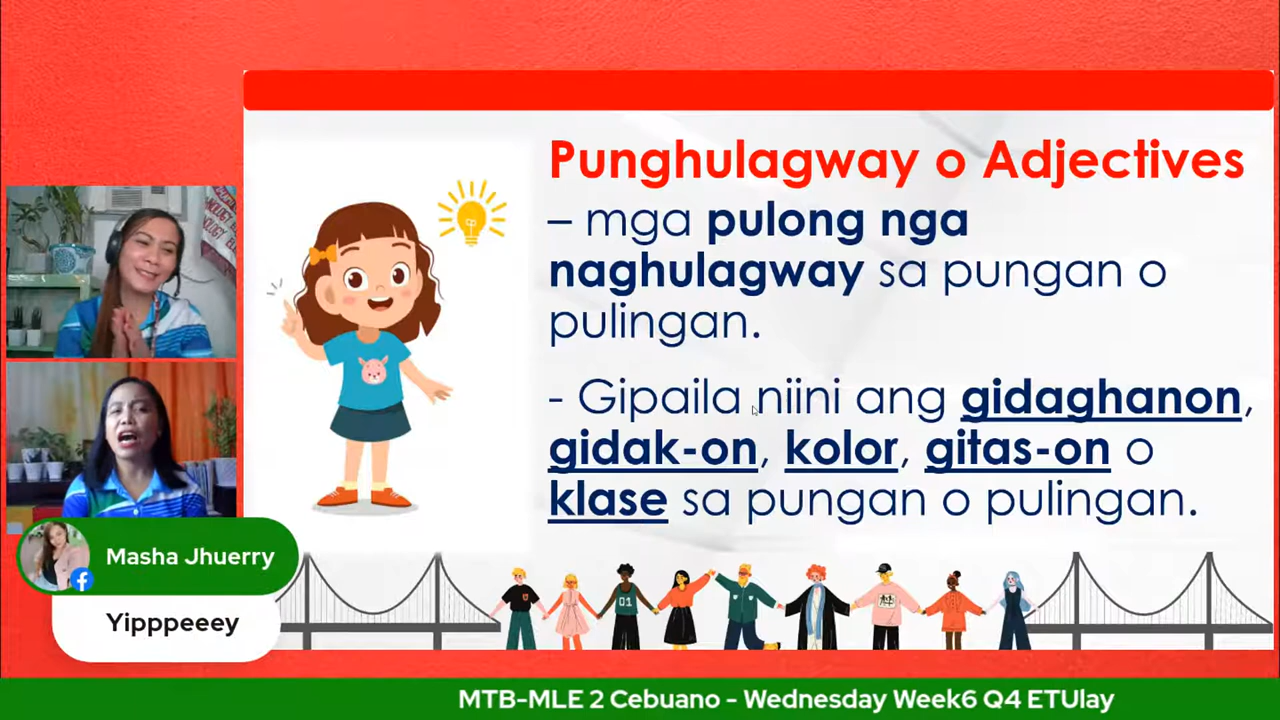 Punghulagway o Adjectives
– mga pulong nga
naghulagway sa pungan o
pulingan.
- Gipaila niini ang gidaghanon,
gidak-on, kolor, gitas-on o
klase sa pungan o pulingan.
01
Masha Jhuerry
Yipppeeey
MTB-MLE 2 Cebuano - Wednesday Week6 Q4 ETUlay